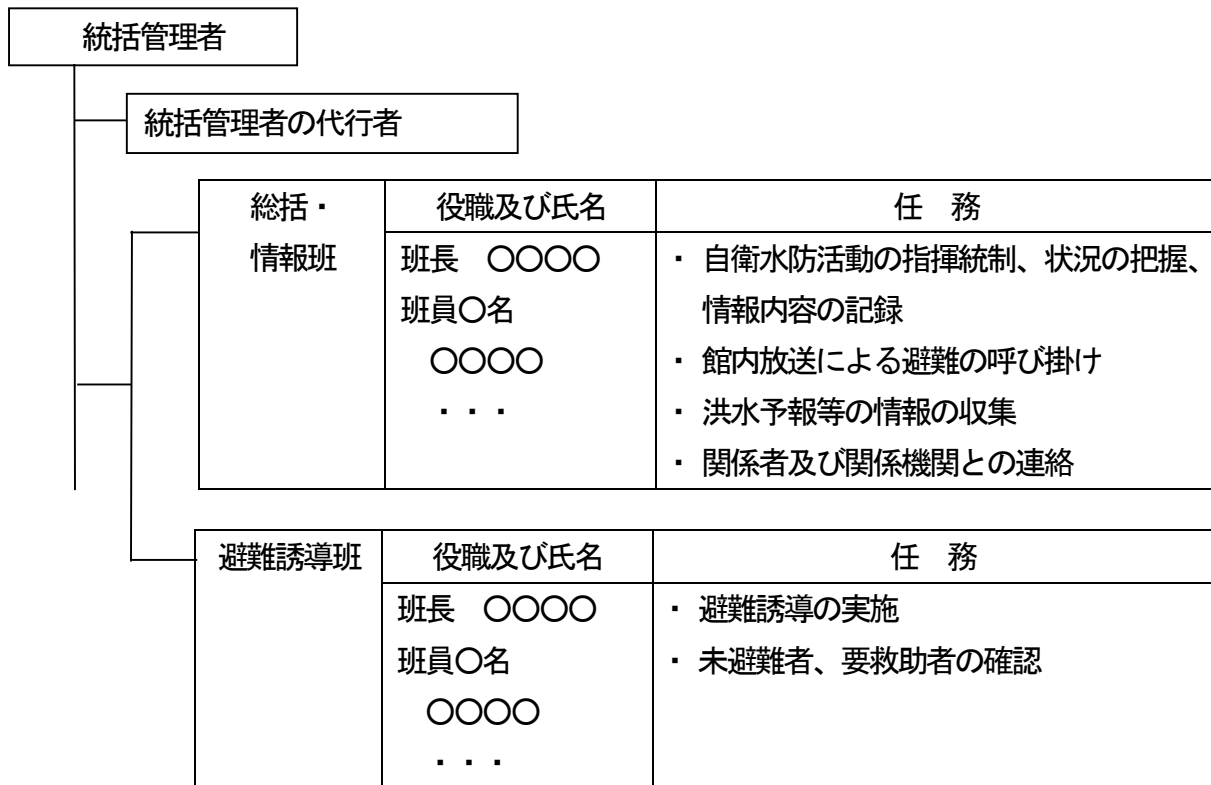 統括管理者
統括管理者の代行者
総括・情報班
役職及び氏名
任　務
班長　〇〇〇〇
班員〇名
〇〇〇〇
・・・
・ 自衛水防活動の指揮統制、状況の把握、
情報内容の記録
・ 館内放送による避難の呼び掛け
・ 洪水予報等の情報の収集
・ 関係者及び関係機関との連絡
避難誘導班
役職及び氏名
任　務
班長　〇〇〇〇
班員〇名
〇〇〇〇
・・・
・ 避難誘導の実施
・ 未避難者、要救助者の確認